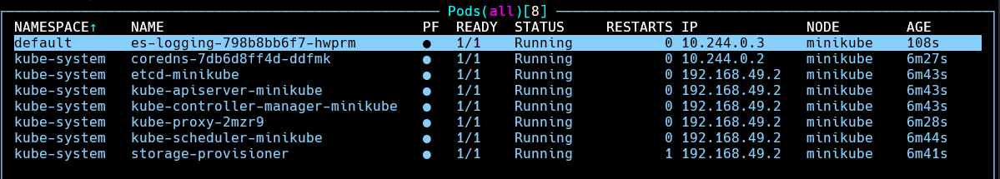 Pods(all)[8]
NAMESPACE↑ NAME PF READY STATUS RESTARTS IP NODE AGE
default es-logging-798b8bb6f7-hwprm ● 1/1 Running 0 10.244.0.3 minikube 108s
kube-system coredns-7db6d8ff4d-ddfmk ● 1/1 Running 0 10.244.0.2 minikube 6m27s
kube-system etcd-minikube ● 1/1 Running 0 192.168.49.2 minikube 6m43s
kube-system kube-apiserver-minikube ● 1/1 Running 0 192.168.49.2 minikube 6m43s
kube-system kube-controller-manager-minikube ● 1/1 Running 0 192.168.49.2 minikube 6m43s
kube-system kube-proxy-2mzr9 ● 1/1 Running 0 192.168.49.2 minikube 6m28s
kube-system kube-scheduler-minikube ● 1/1 Running 0 192.168.49.2 minikube 6m44s
kube-system storage-provisioner ● 1/1 Running 1 192.168.49.2 minikube 6m41s